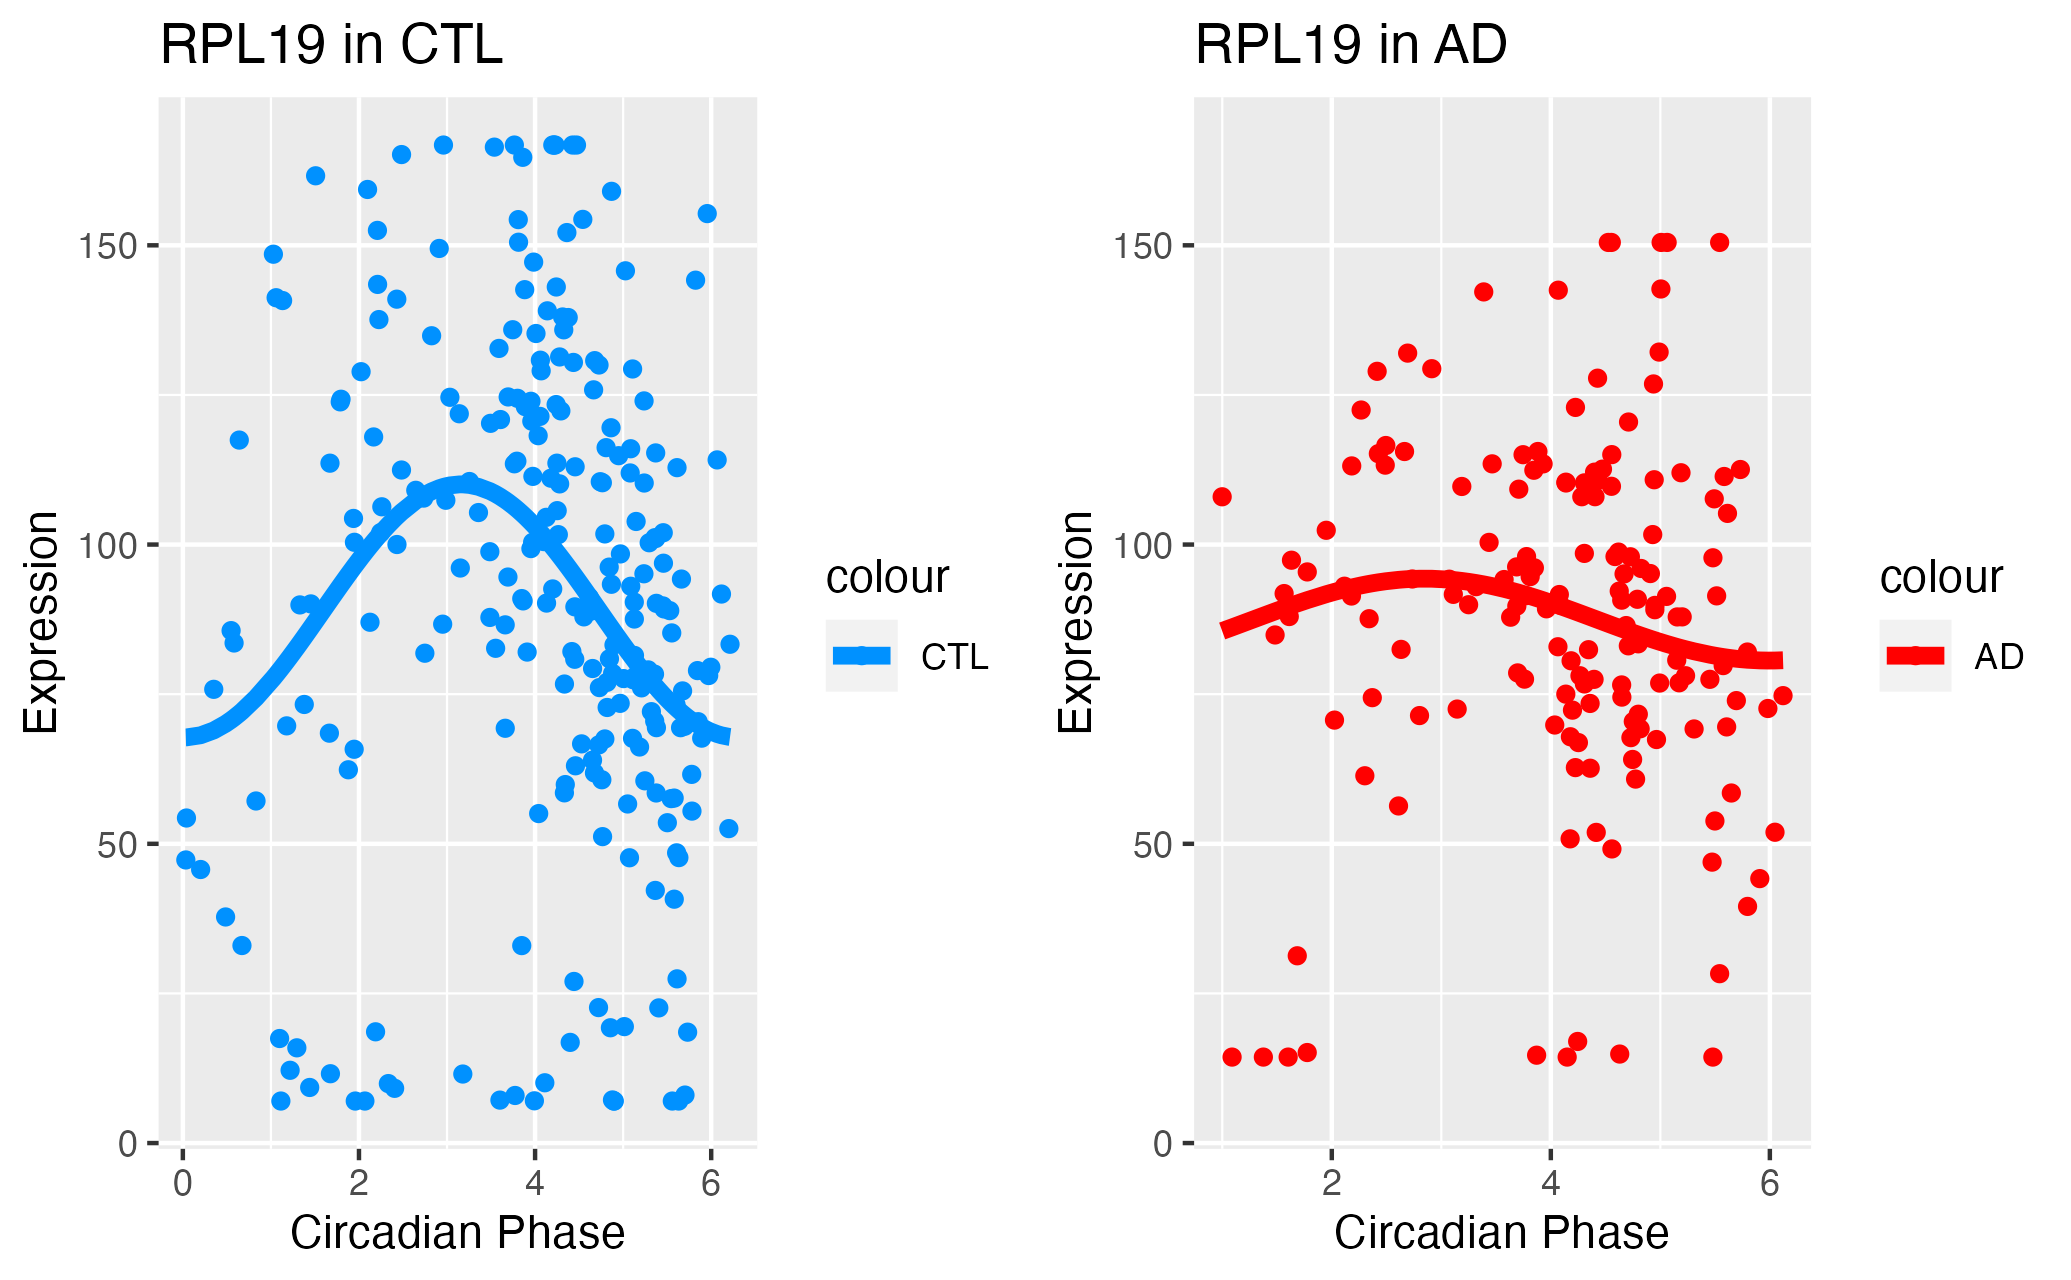 RPL19 in CTL
Expression
150
100
50
0
0 2 4 6
Circadian Phase
colour
CTL
RPL19 in AD
Expression
150
100
50
0
2 4 6
Circadian Phase
colour
AD